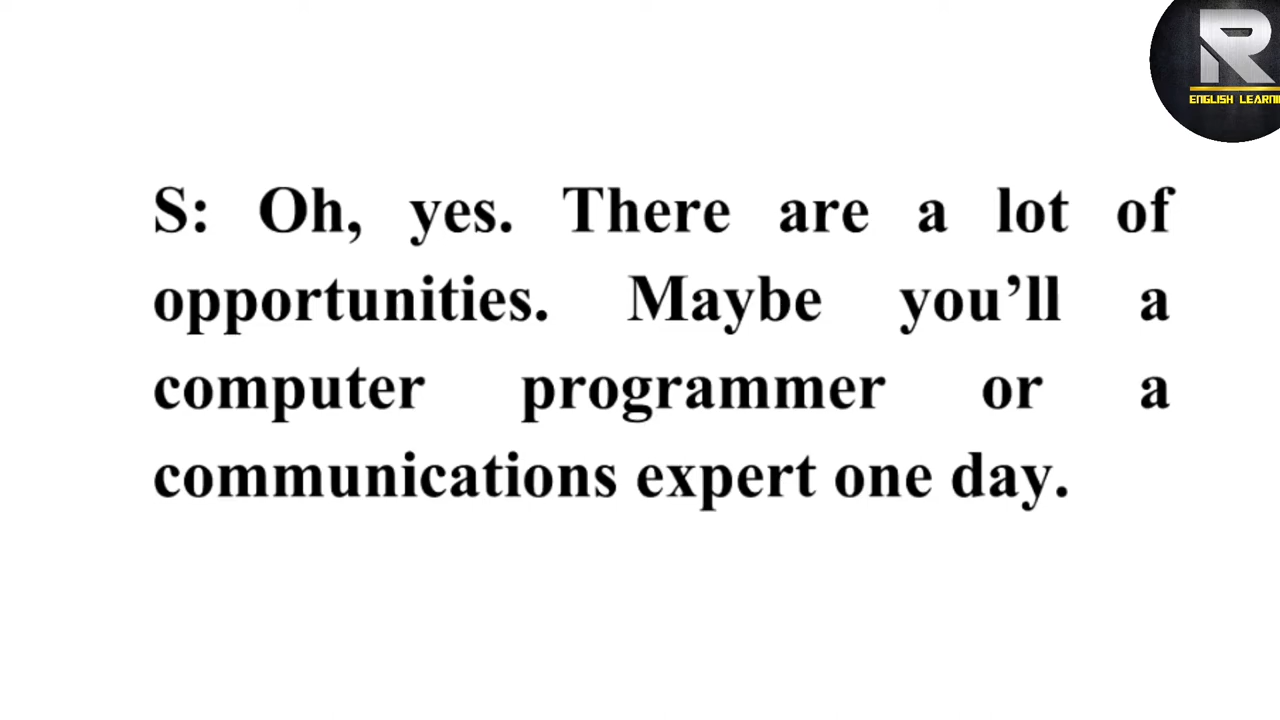 R
ENGLISH LEARNI
S: Oh, yes. There are a lot of
opportunities. Maybe you’ll a
computer programmer or a
communications expert one day.